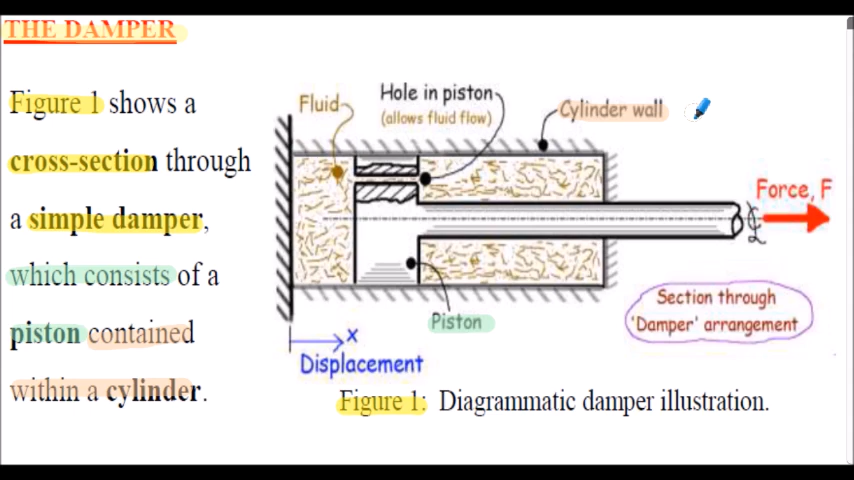 THE DAMPER
Figure 1 shows a
cross-section through
a simple damper,
which consists of a
piston contained
within a cylinder.
Fluid
Hole in piston
(allows fluid flow)
Cylinder wall
Force, F
Piston
Section through
'Damper' arrangement
x
Displacement
Figure 1: Diagrammatic damper illustration.